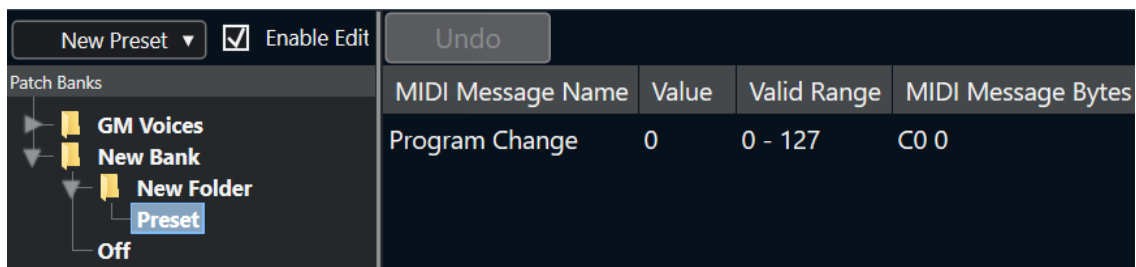 New Preset ▼ Enable Edit Undo
Patch Banks
MIDI Message Name Value Valid Range MIDI Message Bytes
GM Voices
Program Change 0 0 - 127 C0 0
New Bank
New Folder
Preset
Off